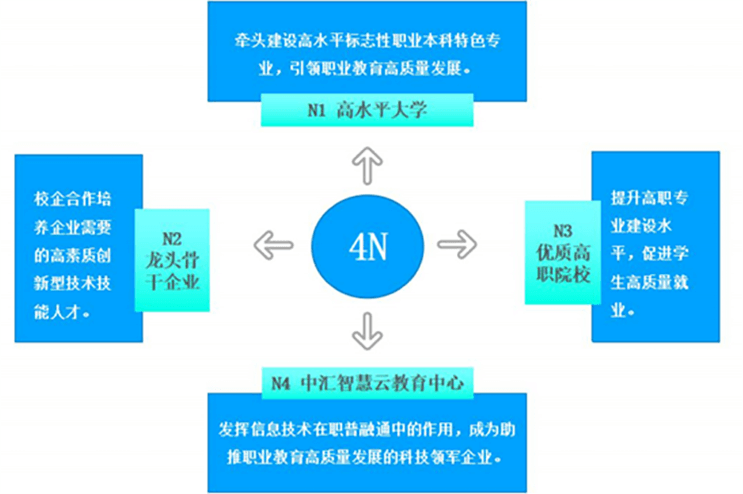 牵头建设高水平标志性职业本科特色专
业，引领职业教育高质量发展。
N1 高水平大学
校企合作培
养企业需要
的高素质创
新型技术技
能人才。
N2
龙头骨
干企业
4N
N3
优质高
职院校
提升高职专
业建设水
平，促进学
生高质量就
业。
N4 中汇智慧云教育中心
发挥信息技术在职普融通中的作用，成为助
推职业教育高质量发展的科技领军企业。